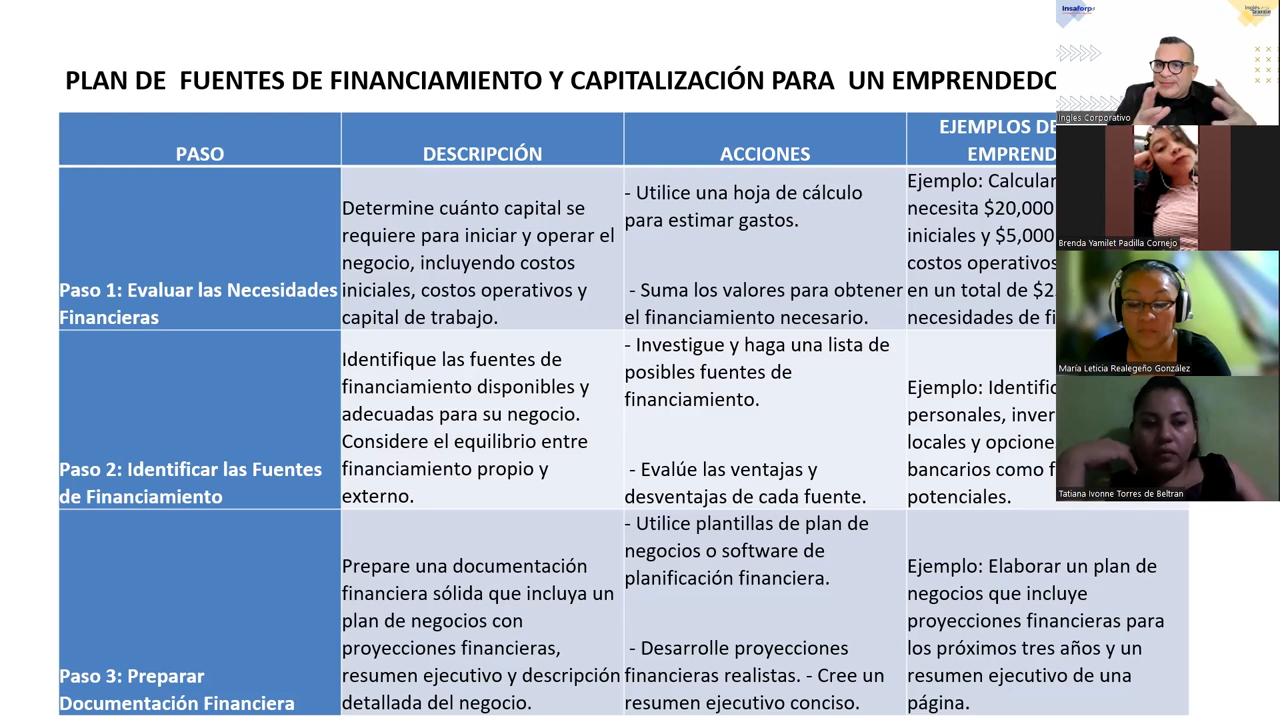 PLAN DE FUENTES DE FINANCIAMIENTO Y CAPITALIZACIÓN PARA UN EMPRENDEDO
PASO
DESCRIPCIÓN
ACCIONES
EJEMPLOS DE
EMPREND
Paso 1: Evaluar las Necesidades
Financieras
Determine cuánto capital se
requiere para iniciar y operar el
negocio, incluyendo costos
iniciales, costos operativos y
capital de trabajo.
- Utilice una hoja de cálculo
para estimar gastos.
- Suma los valores para obtener
el financiamiento necesario.
Ejemplo: Calcular
necesita $20,000
iniciales y $5,000
costos operativos
en un total de $2
necesidades de fi
Paso 2: Identificar las Fuentes
de Financiamiento
Identifique las fuentes de
financiamiento disponibles y
adecuadas para su negocio.
Considere el equilibrio entre
financiamiento propio y
externo.
- Investigue y haga una lista de
posibles fuentes de
financiamiento.
- Evalúe las ventajas y
desventajas de cada fuente.
Ejemplo: Identific
personales, inver
locales y opcione
bancarios como f
potenciales.
Paso 3: Preparar
Documentación Financiera
Prepare una documentación
financiera sólida que incluya un
plan de negocios con
proyecciones financieras,
resumen ejecutivo y descripción
detallada del negocio.
- Utilice plantillas de plan de
negocios o software de
planificación financiera.
- Desarrolle proyecciones
financieras realistas. - Cree un
resumen ejecutivo conciso.
Ejemplo: Elaborar un plan de
negocios que incluye
proyecciones financieras para
los próximos tres años y un
resumen ejecutivo de una
página.
Insaforp
Ingles Corporativo
Brenda Yamilet Padilla Cornejo
María Leticia Realegeño González
Tatiana Ivonne Torres de Beltran